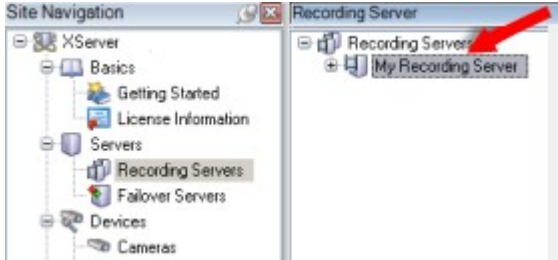 Site Navigation
XServer
Basics
Getting Started
License Information
Servers
Recording Servers
Failover Servers
Devices
Cameras
Recording Server
Recording Servers
My Recording Server